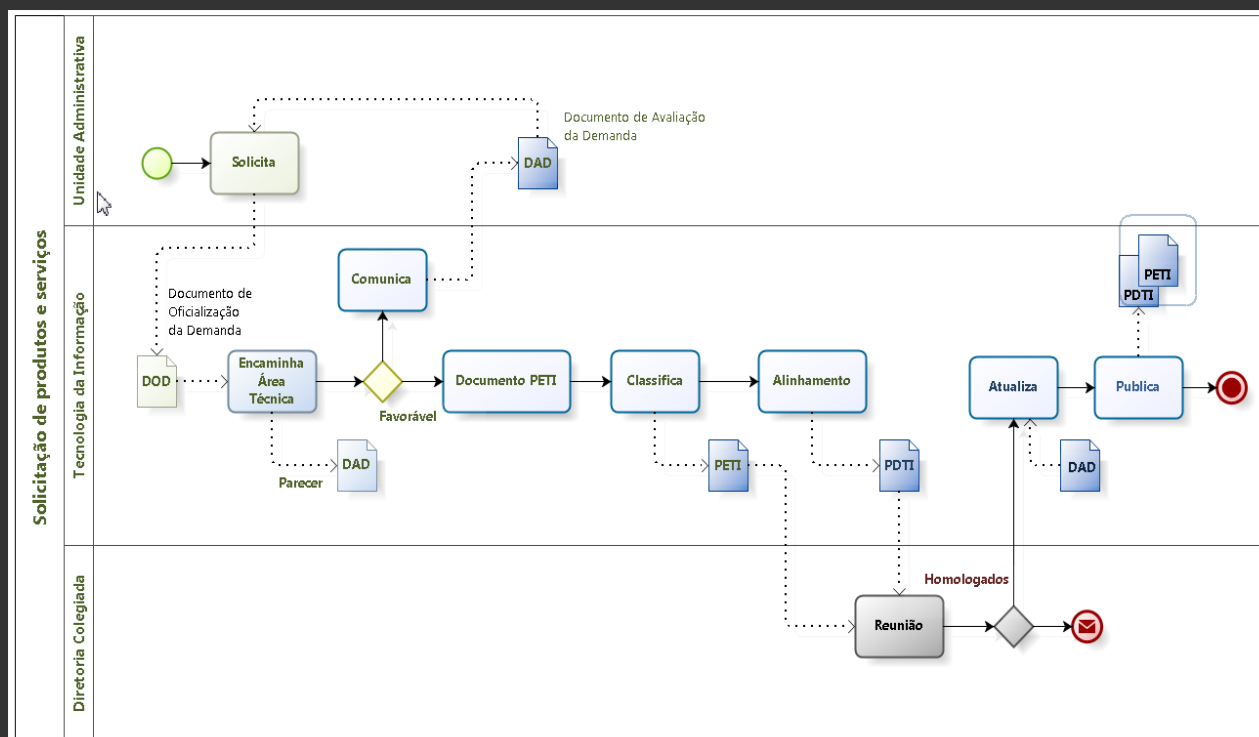 Solicitação de produtos e serviços
Unidade Administrativa
Solicita
DAD
Documento de Avaliação
da Demanda
Tecnologia da Informação
Documento de
Oficialização
da Demanda
DOD
Encaminha
Área
Técnica
Parecer
DAD
Comunica
Favorável
Documento PETI
Classifica
PETI
Alinhamento
PDTI
Atualiza
DAD
Publica
PETI
PDTI
Diretoria Colegiada
Reunião
Homologados